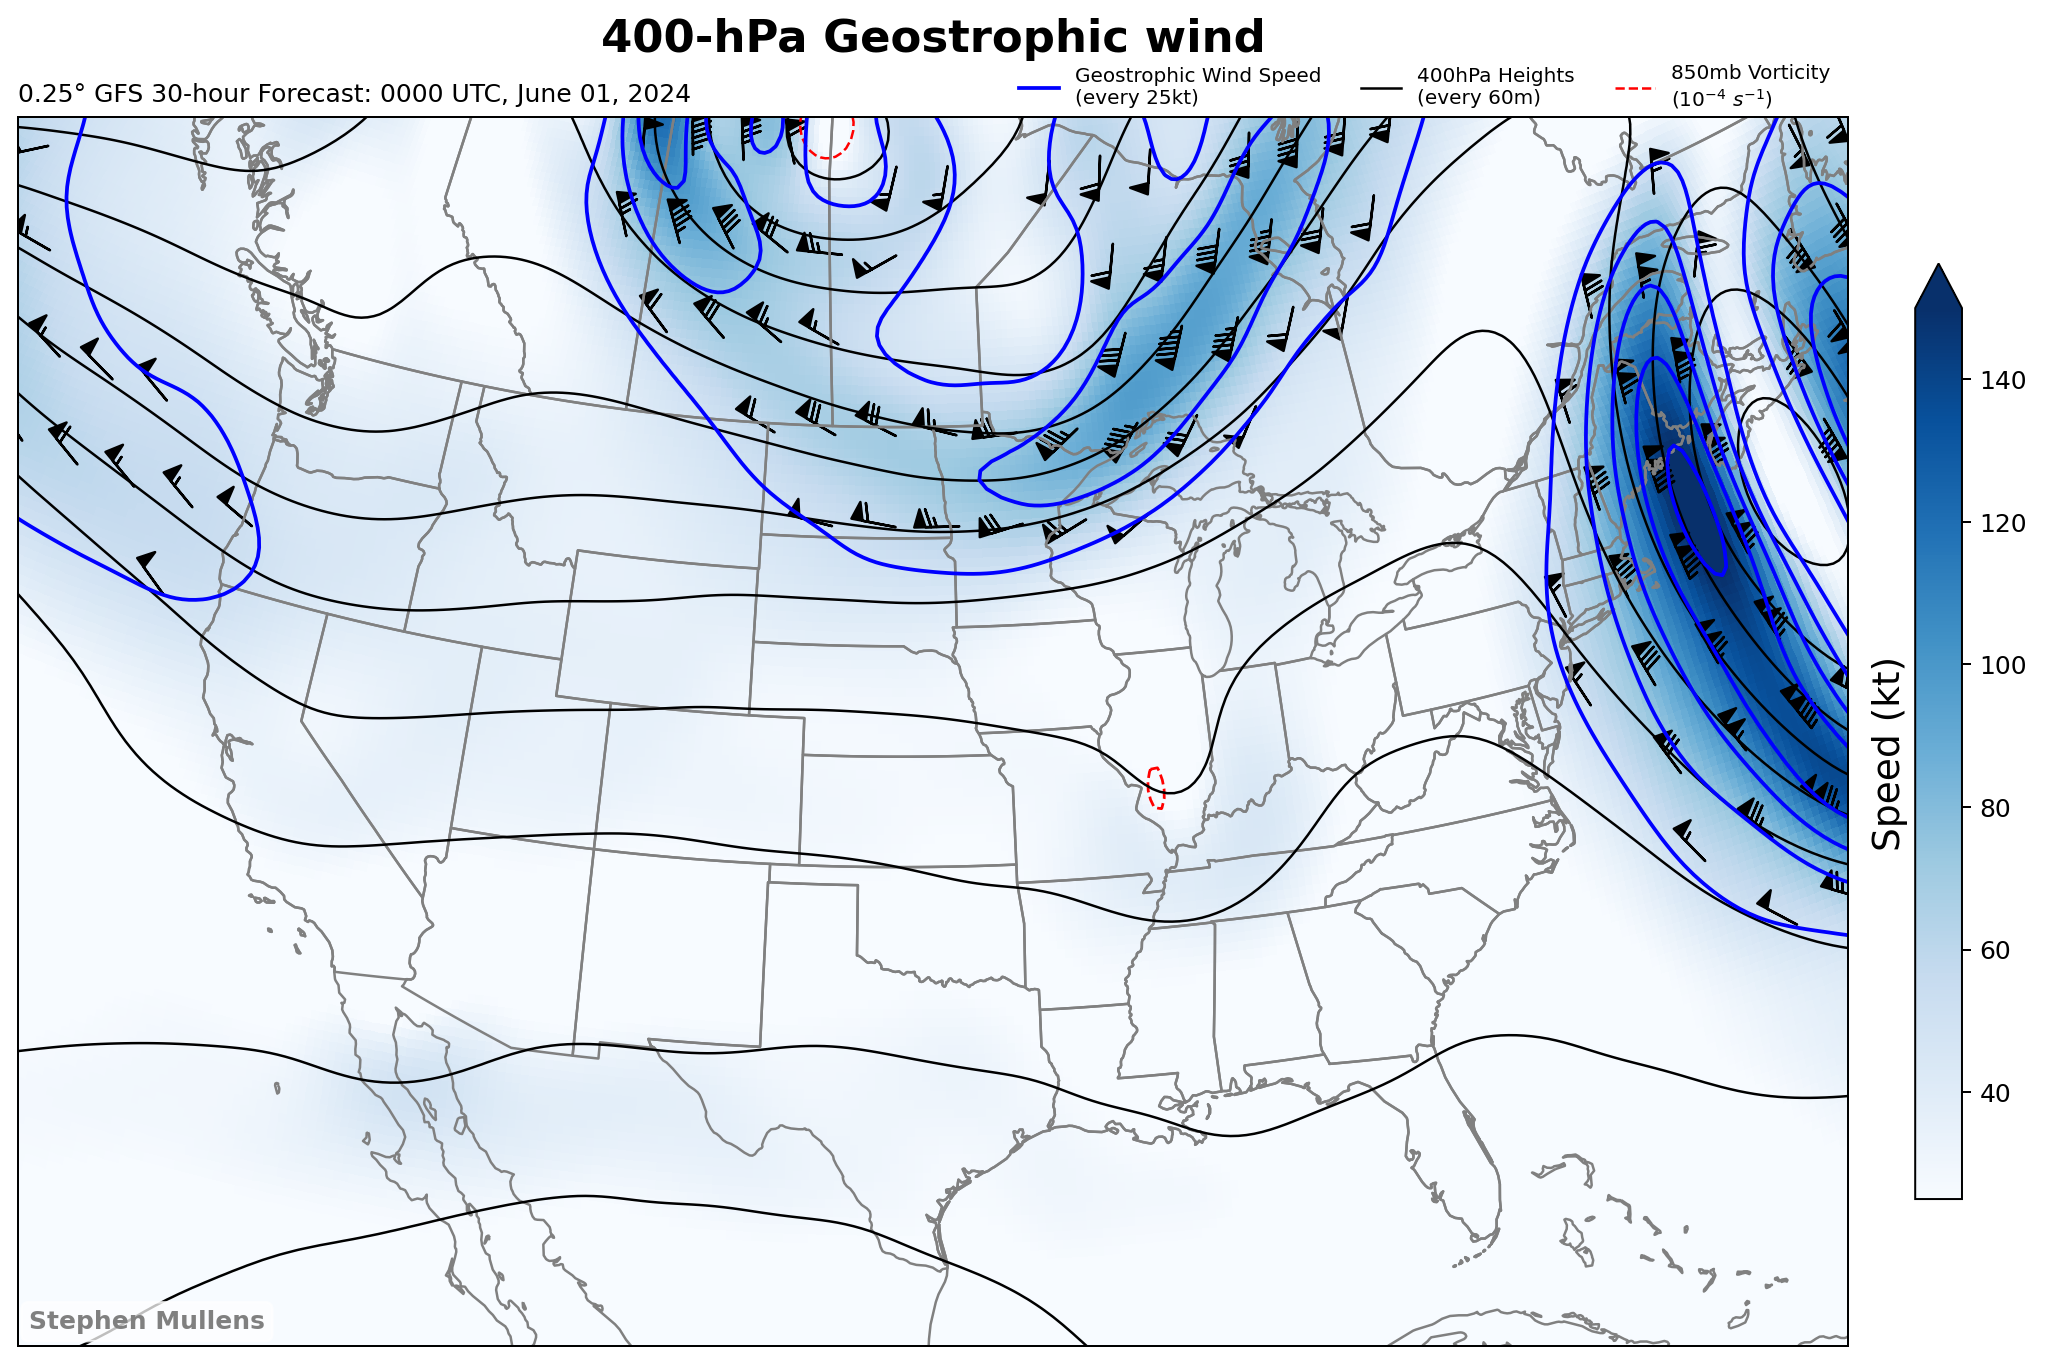 400-hPa Geostrophic wind
0.25° GFS 30-hour Forecast: 0000 UTC, June 01, 2024
Geostrophic Wind Speed
(every 25kt)
400hPa Heights
(every 60m)
850mb Vorticity
(10⁻⁴ s⁻¹)
140
120
100
80
60
40
Speed (kt)
Stephen Mullens